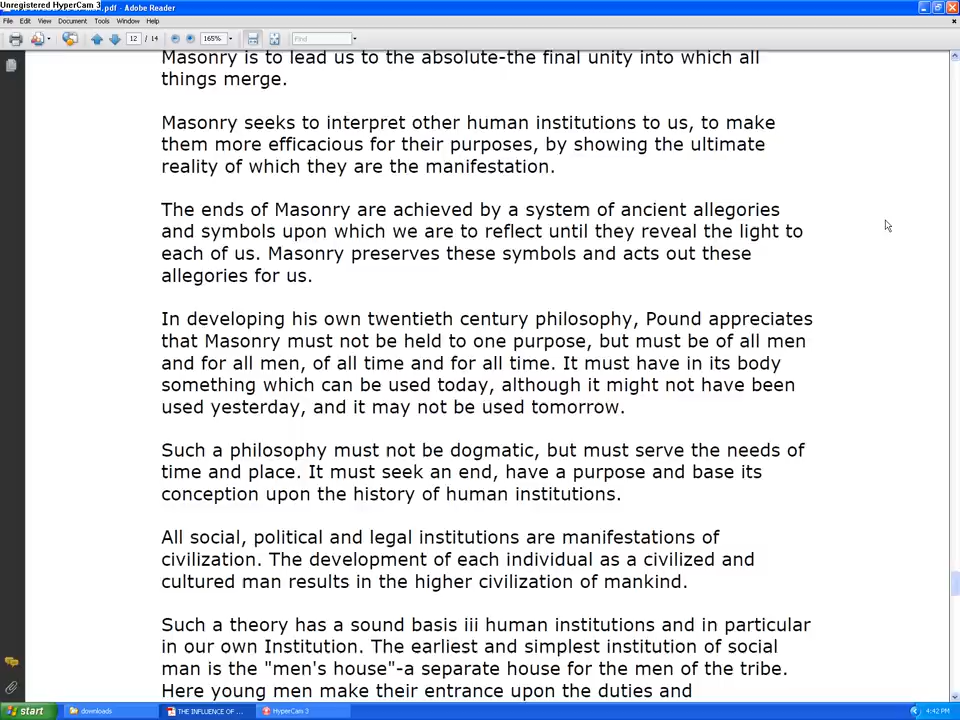 Unregistered HyperCam 3
.pdf - Adobe Reader
File Edit View Document Tools Window Help
12 / 14 165% Find
Masonry is to lead us to the absolute-the final unity into which all
things merge.
Masonry seeks to interpret other human institutions to us, to make
them more efficacious for their purposes, by showing the ultimate
reality of which they are the manifestation.
The ends of Masonry are achieved by a system of ancient allegories
and symbols upon which we are to reflect until they reveal the light to
each of us. Masonry preserves these symbols and acts out these
allegories for us.
In developing his own twentieth century philosophy, Pound appreciates
that Masonry must not be held to one purpose, but must be of all men
and for all men, of all time and for all time. It must have in its body
something which can be used today, although it might not have been
used yesterday, and it may not be used tomorrow.
Such a philosophy must not be dogmatic, but must serve the needs of
time and place. It must seek an end, have a purpose and base its
conception upon the history of human institutions.
All social, political and legal institutions are manifestations of
civilization. The development of each individual as a civilized and
cultured man results in the higher civilization of mankind.
Such a theory has a sound basis iii human institutions and in particular
in our own Institution. The earliest and simplest institution of social
man is the "men's house"-a separate house for the men of the tribe.
Here young men make their entrance upon the duties and
start downloads THE INFLUENCE OF ... HyperCam 3 4:42 PM